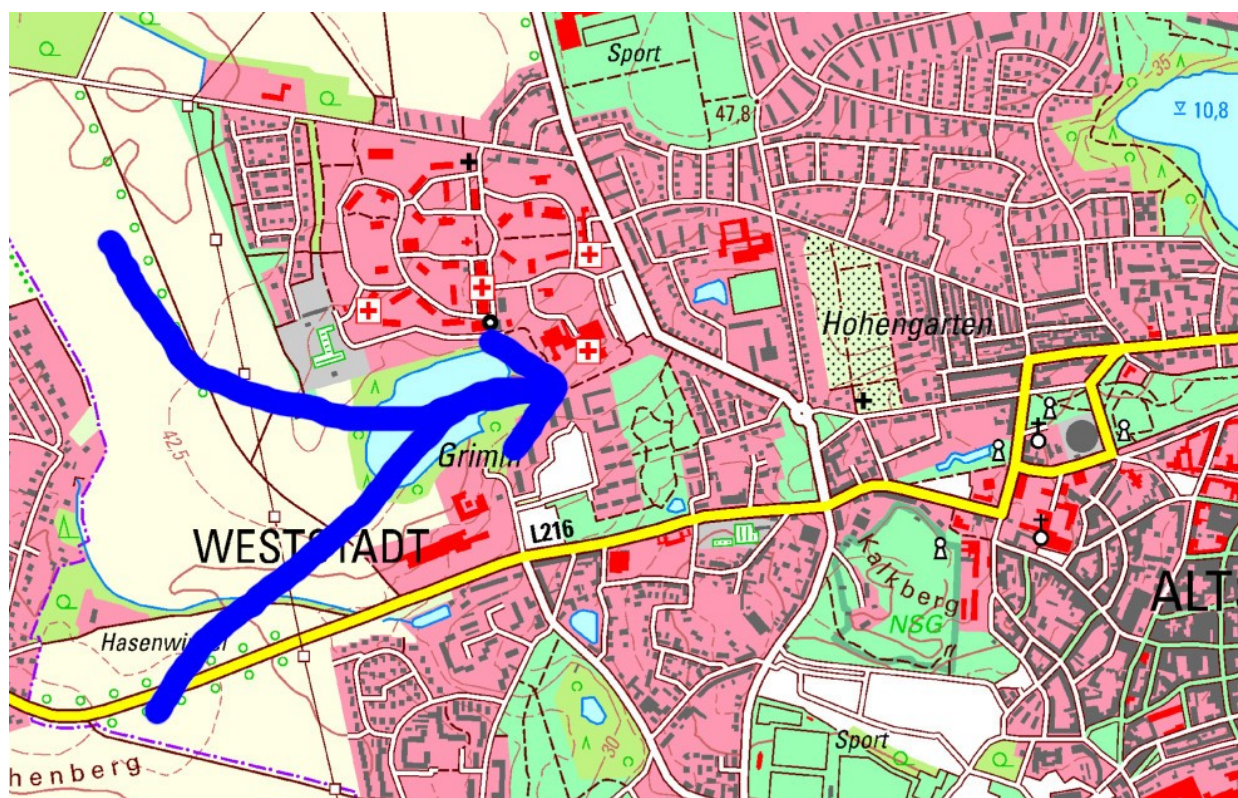 Sport
35
47,8
10,8
Hohengarten
42,5
Grimm
WESTSTADT
L216
Kalkberg
NSG
ALT
Hasenwinkel
30
Sport
henberg